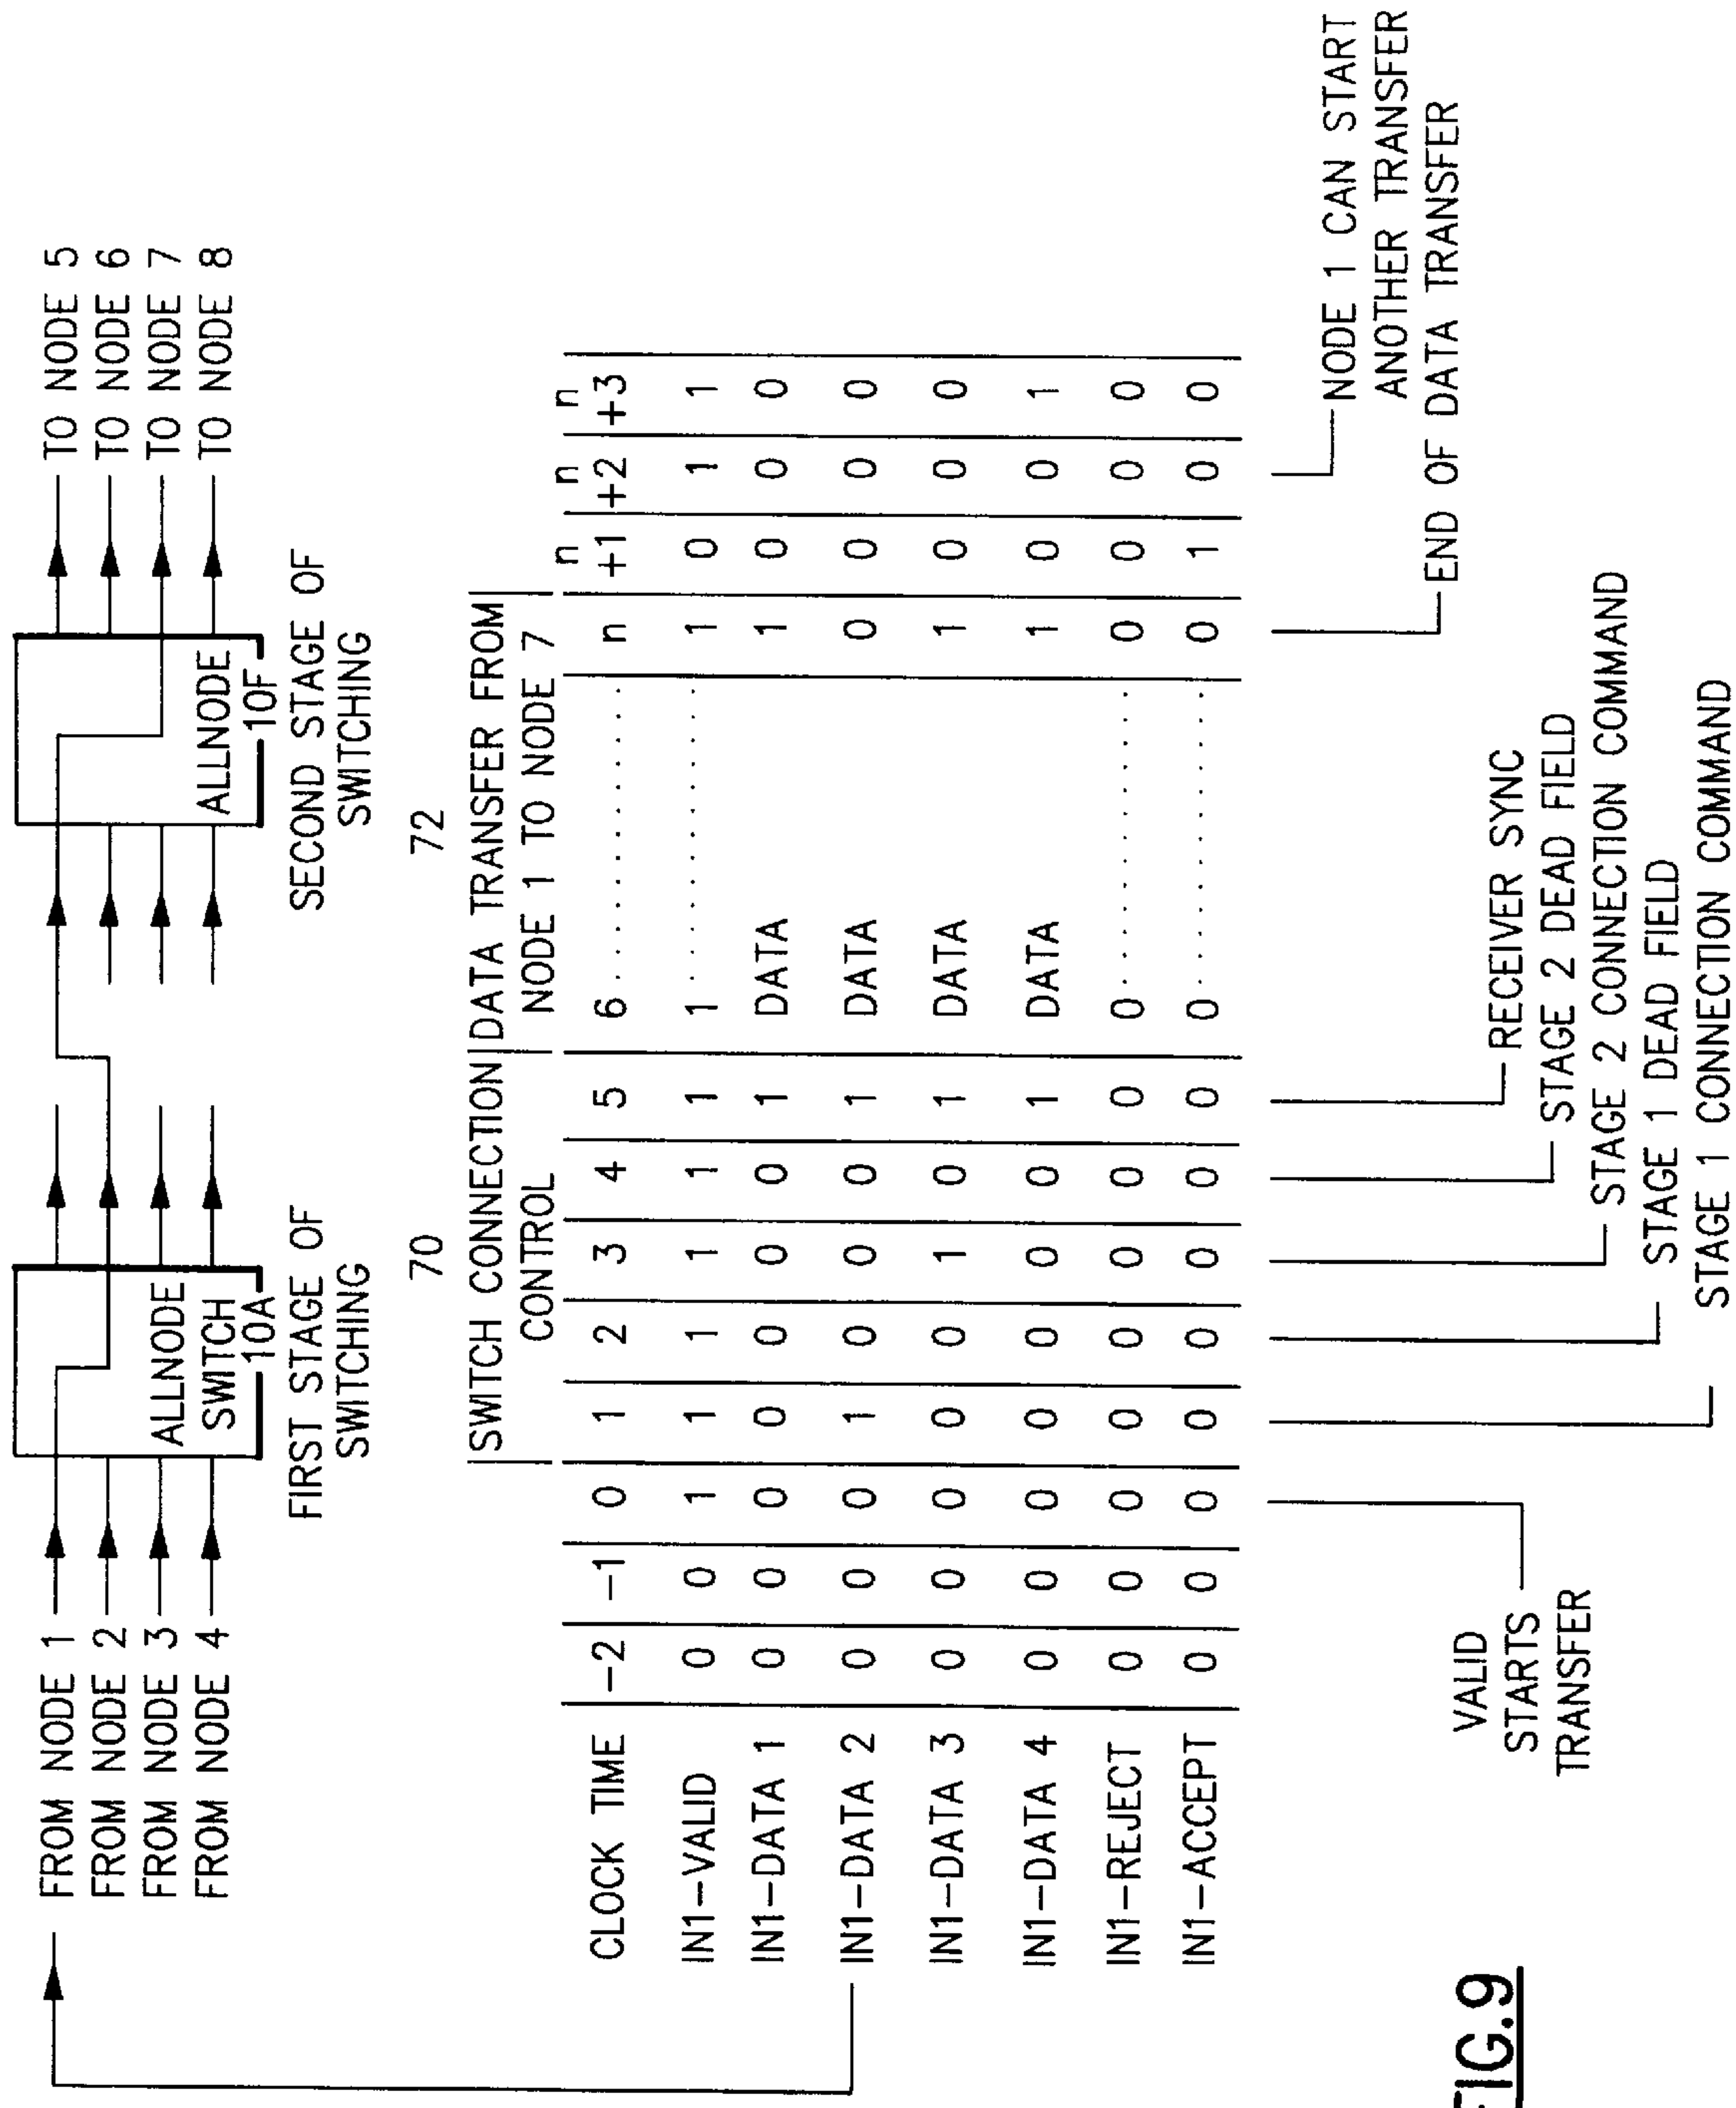 FROM NODE 1
FROM NODE 2
FROM NODE 3
FROM NODE 4
ALLNODE
SWITCH
10A
FIRST STAGE OF
SWITCHING
ALLNODE
10F
SECOND STAGE OF
SWITCHING
TO NODE 5
TO NODE 6
TO NODE 7
TO NODE 8
70
72
SWITCH CONNECTION
CONTROL
DATA TRANSFER FROM
NODE 1 TO NODE 7
CLOCK TIME -2 -1 0 1 2 3 4 5 6.......... n n+1 n+2 n+3
IN1-VALID 0 0 1 1 1 1 1 1 1.......... 1 0 1 1
IN1-DATA 1 0 0 0 0 0 0 0 1 DATA 1 0 0 0
IN1-DATA 2 0 0 0 1 0 0 0 1 DATA 0 0 0 0
IN1-DATA 3 0 0 0 0 0 1 0 1 DATA 1 0 0 0
IN1-DATA 4 0 0 0 0 0 0 0 1 DATA 1 0 0 1
IN1-REJECT 0 0 0 0 0 0 0 0 0.......... 0 0 0 0
IN1-ACCEPT 0 0 0 0 0 0 0 0 0.......... 0 1 0 0
VALID
STARTS
TRANSFER
RECEIVER SYNC
STAGE 2 DEAD FIELD
STAGE 2 CONNECTION COMMAND
STAGE 1 DEAD FIELD
STAGE 1 CONNECTION COMMAND
NODE 1 CAN START
ANOTHER TRANSFER
END OF DATA TRANSFER
FIG.9